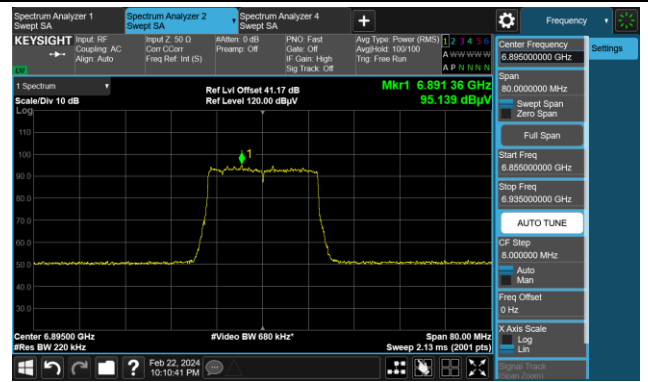 Spectrum Analyzer 1
Swept SA
Spectrum Analyzer 2
Swept SA
Spectrum Analyzer 4
Swept SA
Frequency
KEYSIGHT
Input: RF
Coupling: AC
Align: Auto
Input Z: 50 Ω
Corr CCorr
Freq Ref: Int (S)
#Atten: 0 dB
Preamp: Off
PNO: Fast
Gate: Off
IF Gain: High
Sig Track: Off
Avg Type: Power (RMS)
Avg|Hold: 100/100
Trig: Free Run
1 2 3 4 5 6
A W W W W W
A P N N N N
LW
1 Spectrum
Scale/Div 10 dB
Ref Lvl Offset 41.17 dB
Ref Level 120.00 dBµV
Mkr1 6.891 36 GHz
95.139 dBµV
Log
110
100
90.0
80.0
70.0
60.0
50.0
40.0
30.0
1
Center 6.89500 GHz
#Res BW 220 kHz
#Video BW 680 kHz*
Span 80.00 MHz
Sweep 2.13 ms (2001 pts)
Feb 22, 2024
10:10:41 PM
Center Frequency
6.895000000 GHz
Span
80.0000000 MHz
Swept Span
Zero Span
Full Span
Start Freq
6.855000000 GHz
Stop Freq
6.935000000 GHz
AUTO TUNE
CF Step
8.000000 MHz
Auto
Man
Freq Offset
0 Hz
X Axis Scale
Log
Lin
Signal Track
(Span Zoom)
Settings